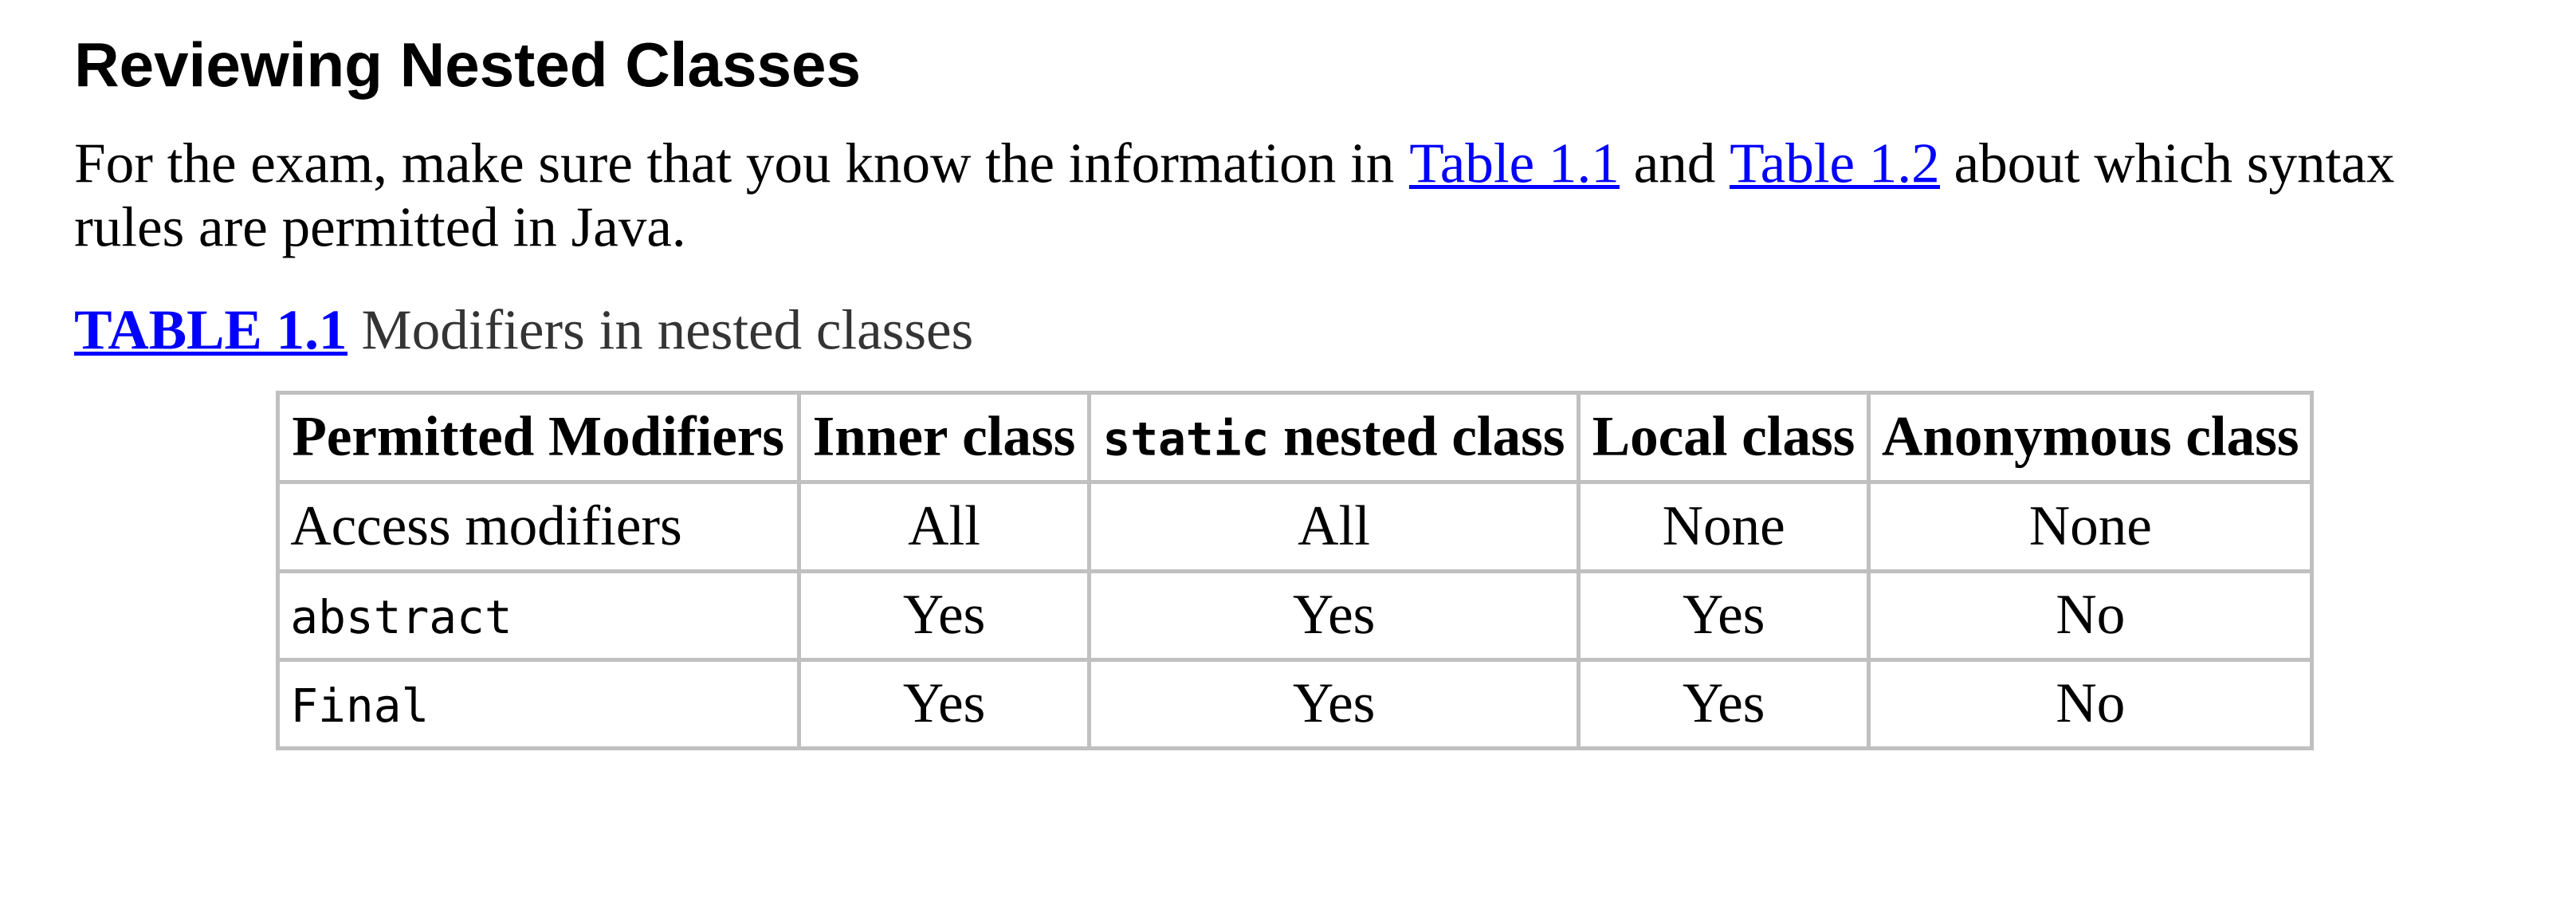 Reviewing Nested Classes
For the exam, make sure that you know the information in Table 1.1 and Table 1.2 about which syntax
rules are permitted in Java.
TABLE 1.1 Modifiers in nested classes
Permitted Modifiers Inner class static nested class Local class Anonymous class
Access modifiers All All None None
abstract Yes Yes Yes No
Final Yes Yes Yes No